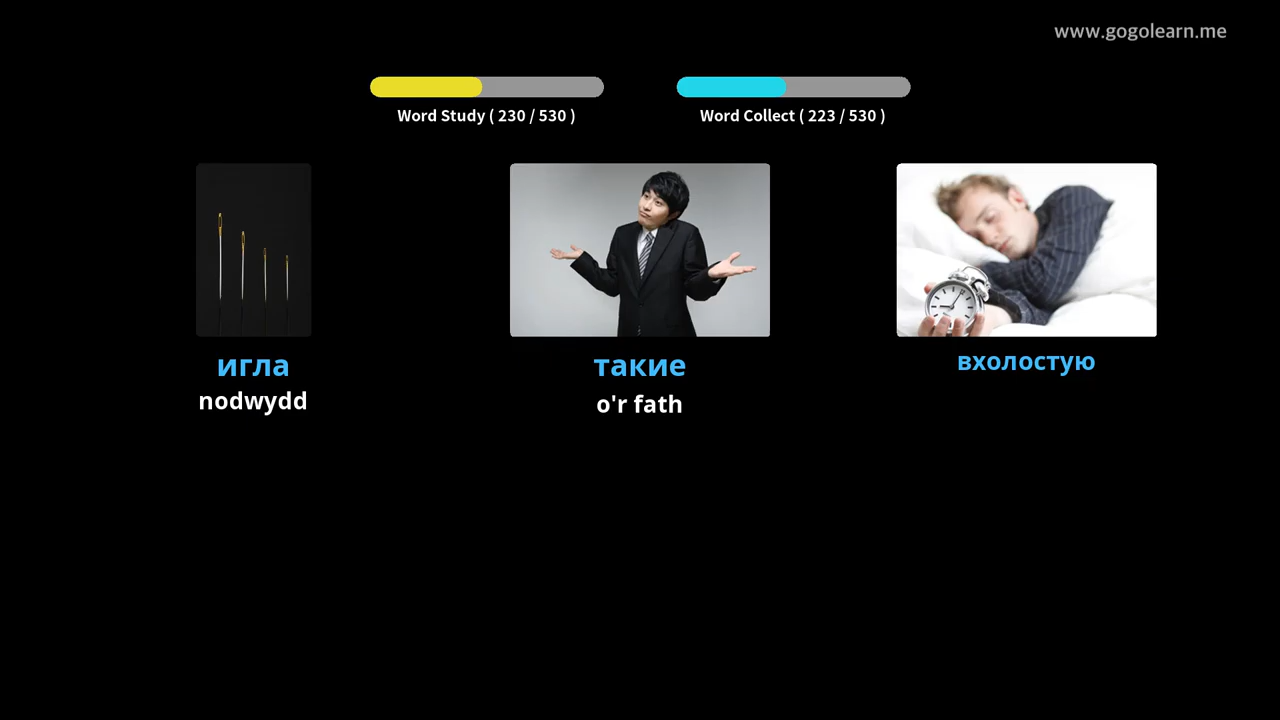 www.gogolearn.me
Word Study ( 230 / 530 )
Word Collect ( 223 / 530 )
игла
nodwydd
такие
o'r fath
вхолостую